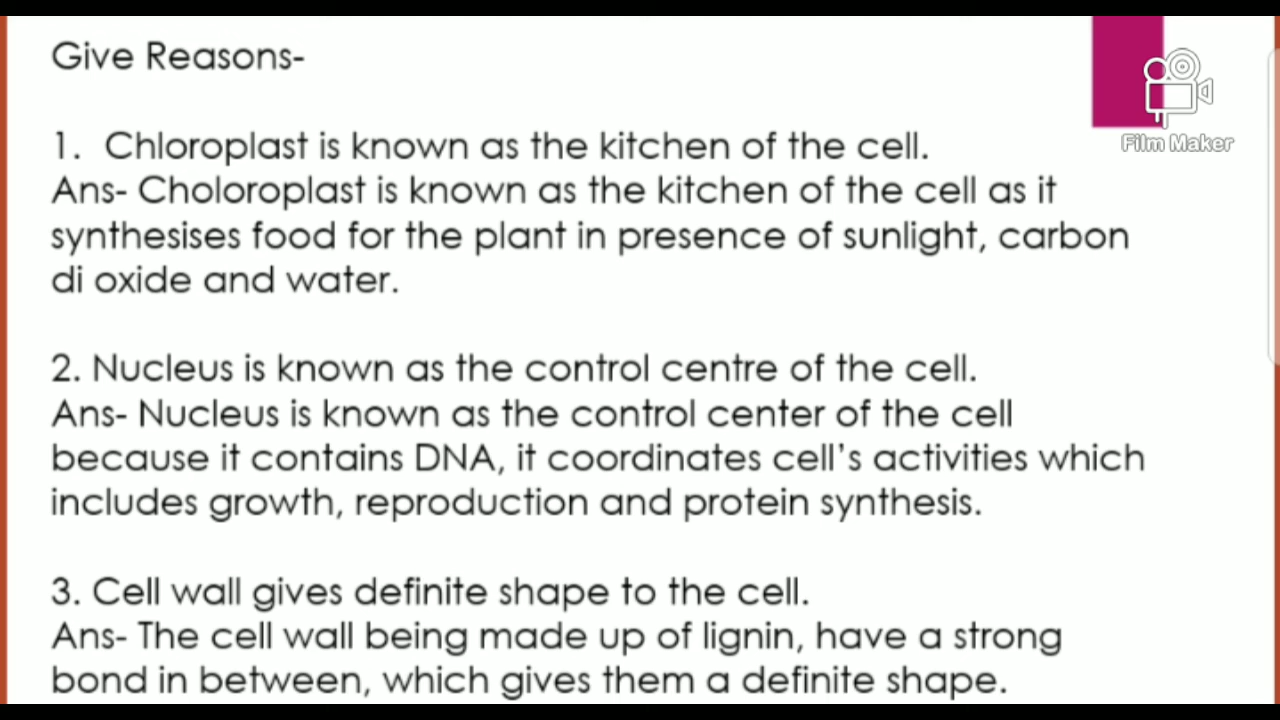 Give Reasons-
Film Maker
1. Chloroplast is known as the kitchen of the cell.
Ans- Choloroplast is known as the kitchen of the cell as it
synthesises food for the plant in presence of sunlight, carbon
di oxide and water.
2. Nucleus is known as the control centre of the cell.
Ans- Nucleus is known as the control center of the cell
because it contains DNA, it coordinates cell's activities which
includes growth, reproduction and protein synthesis.
3. Cell wall gives definite shape to the cell.
Ans- The cell wall being made up of lignin, have a strong
bond in between, which gives them a definite shape.